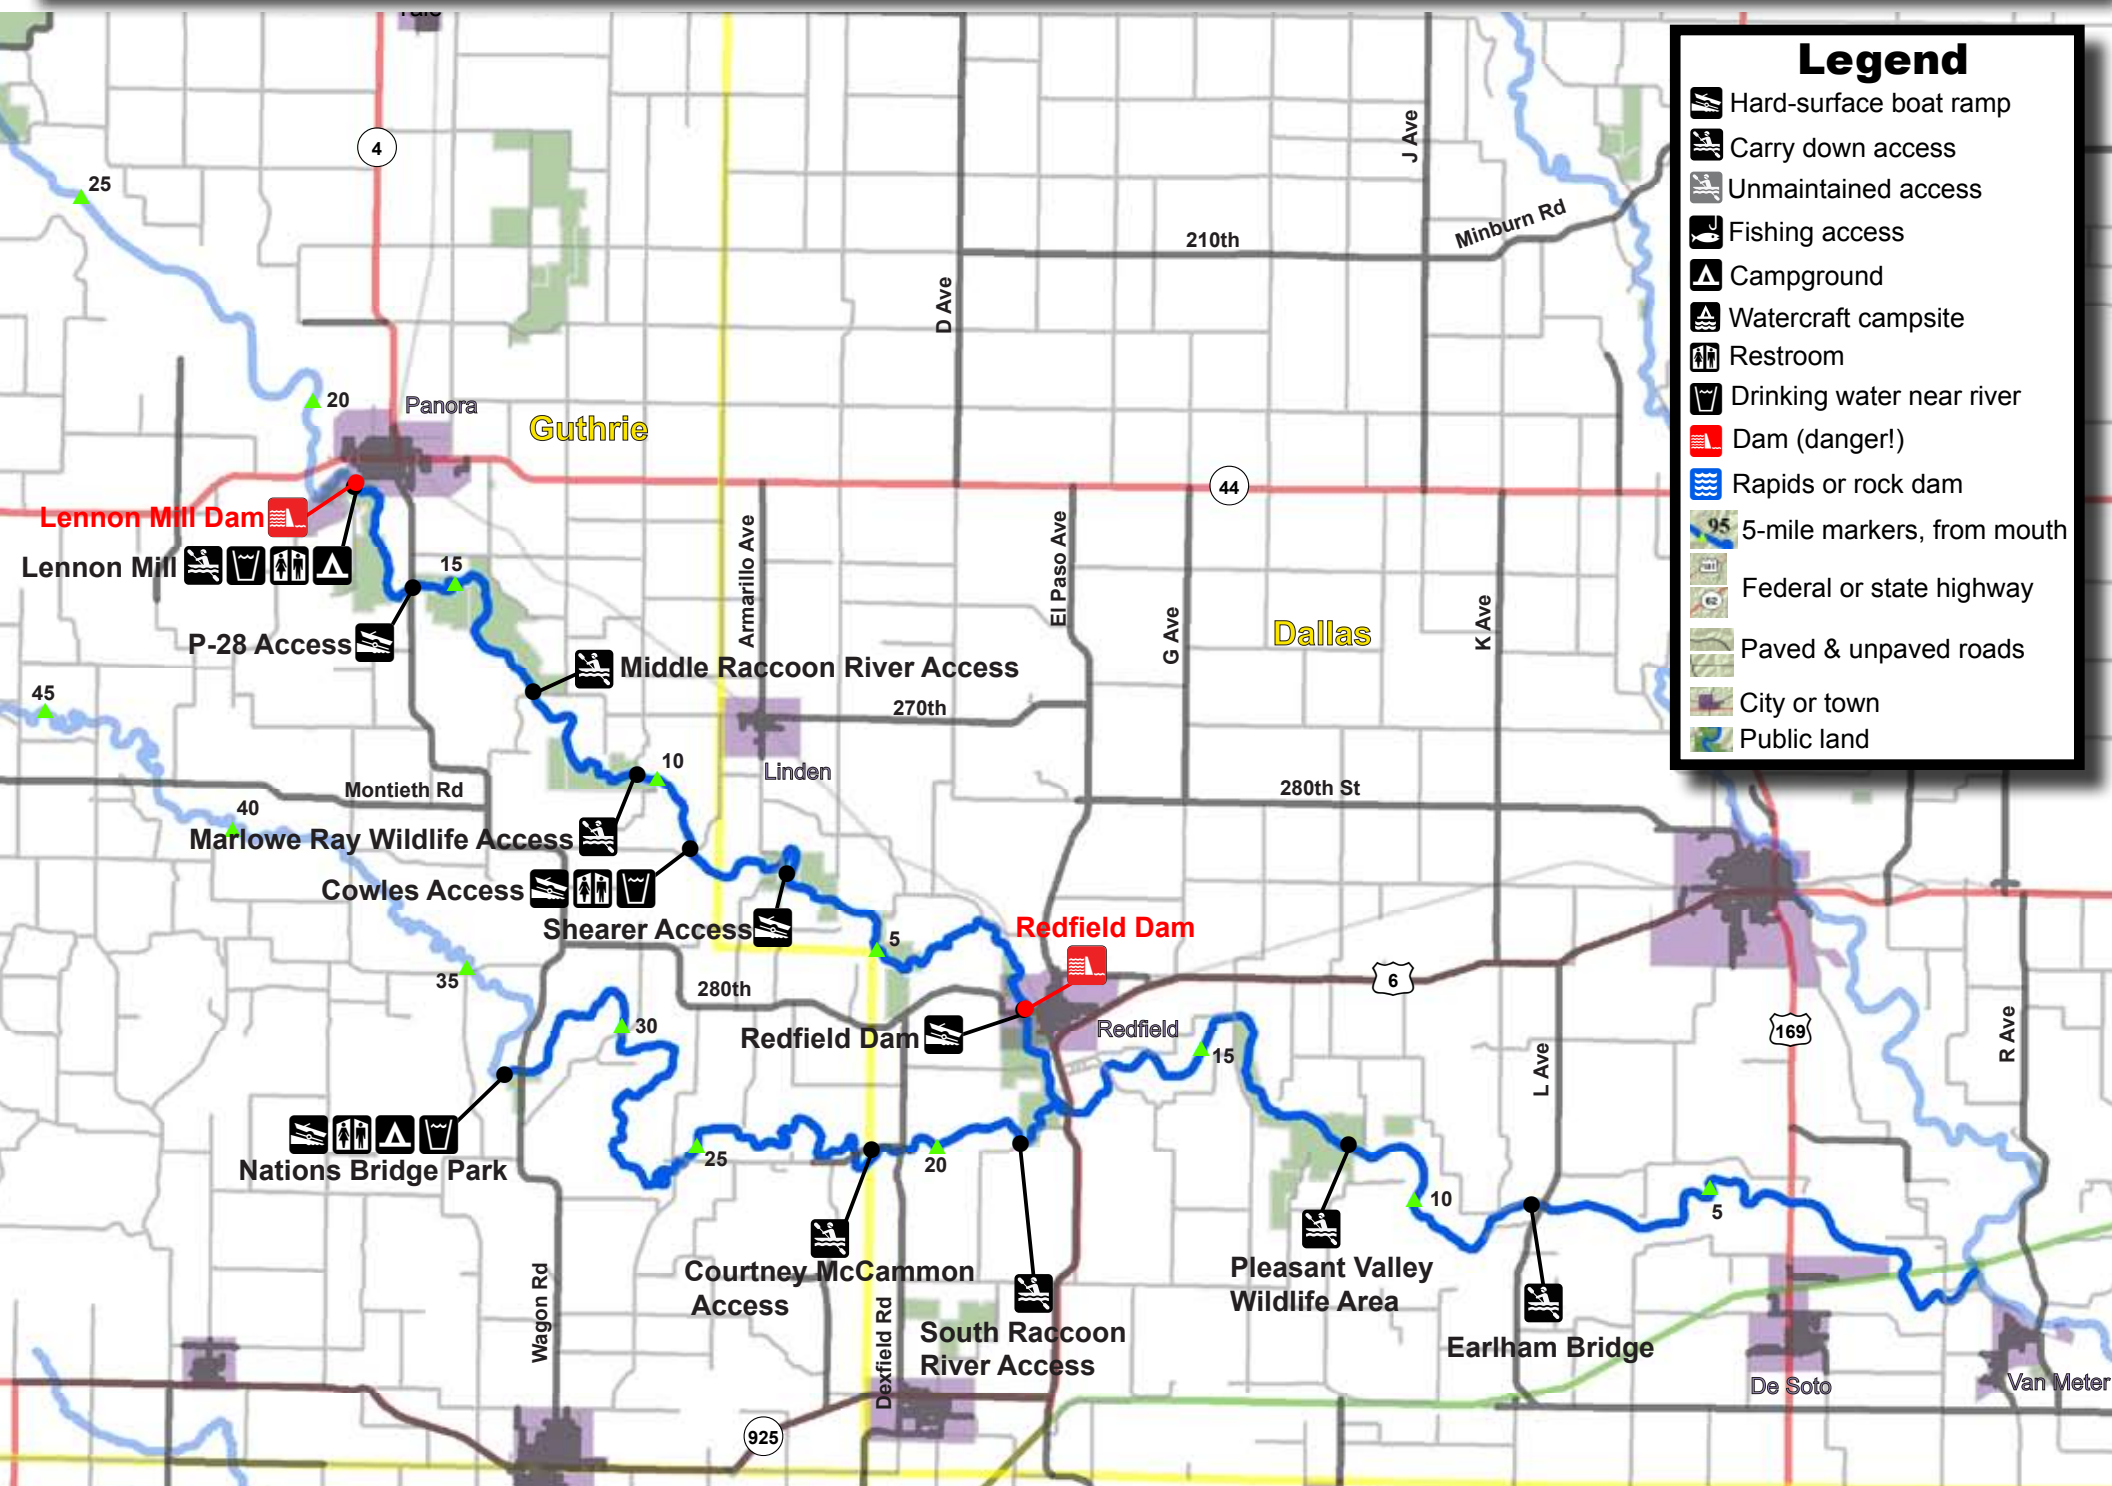 Legend
Hard-surface boat ramp
Carry down access
Unmaintained access
Fishing access
Campground
Watercraft campsite
Restroom
Drinking water near river
Dam (danger!)
Rapids or rock dam
95
5-mile markers, from mouth
Federal or state highway
62
Paved & unpaved roads
City or town
Public land
4
25
J Ave
Minburn Rd
210th
D Ave
20
Panora
Guthrie
44
Lennon Mill Dam
Lennon Mill
15
Armarillo Ave
El Paso Ave
G Ave
K Ave
Dallas
P-28 Access
Middle Raccoon River Access
45
270th
10
Linden
Montieth Rd
280th St
40
Marlowe Ray Wildlife Access
Cowles Access
Shearer Access
5
Redfield Dam
35
280th
6
30
Redfield Dam
Redfield
15
169
R Ave
L Ave
Nations Bridge Park
25
20
10
5
Courtney McCammon
Access
Pleasant Valley
Wildlife Area
Wagon Rd
Dexfield Rd
South Raccoon
River Access
Earlham Bridge
De Soto
Van Meter
925